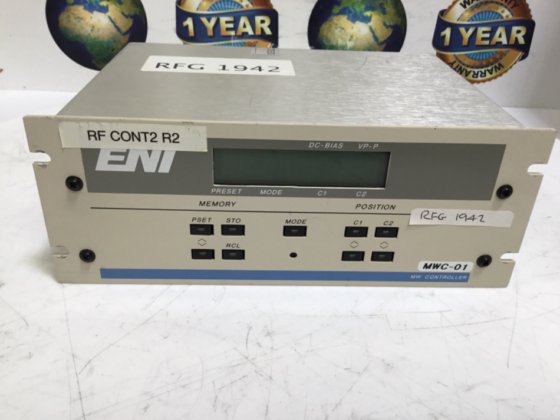 1 YEAR
WARRANTY
1 YEAR
WARRANTY
RFG 1942
RF CONT2 R2
ENI
DC-BIAS VP-P
PRESET MODE C1 C2
MEMORY POSITION
RFG 1942
PSET STO MODE C1 C2
RCL
MWC-01
MW CONTROLLER